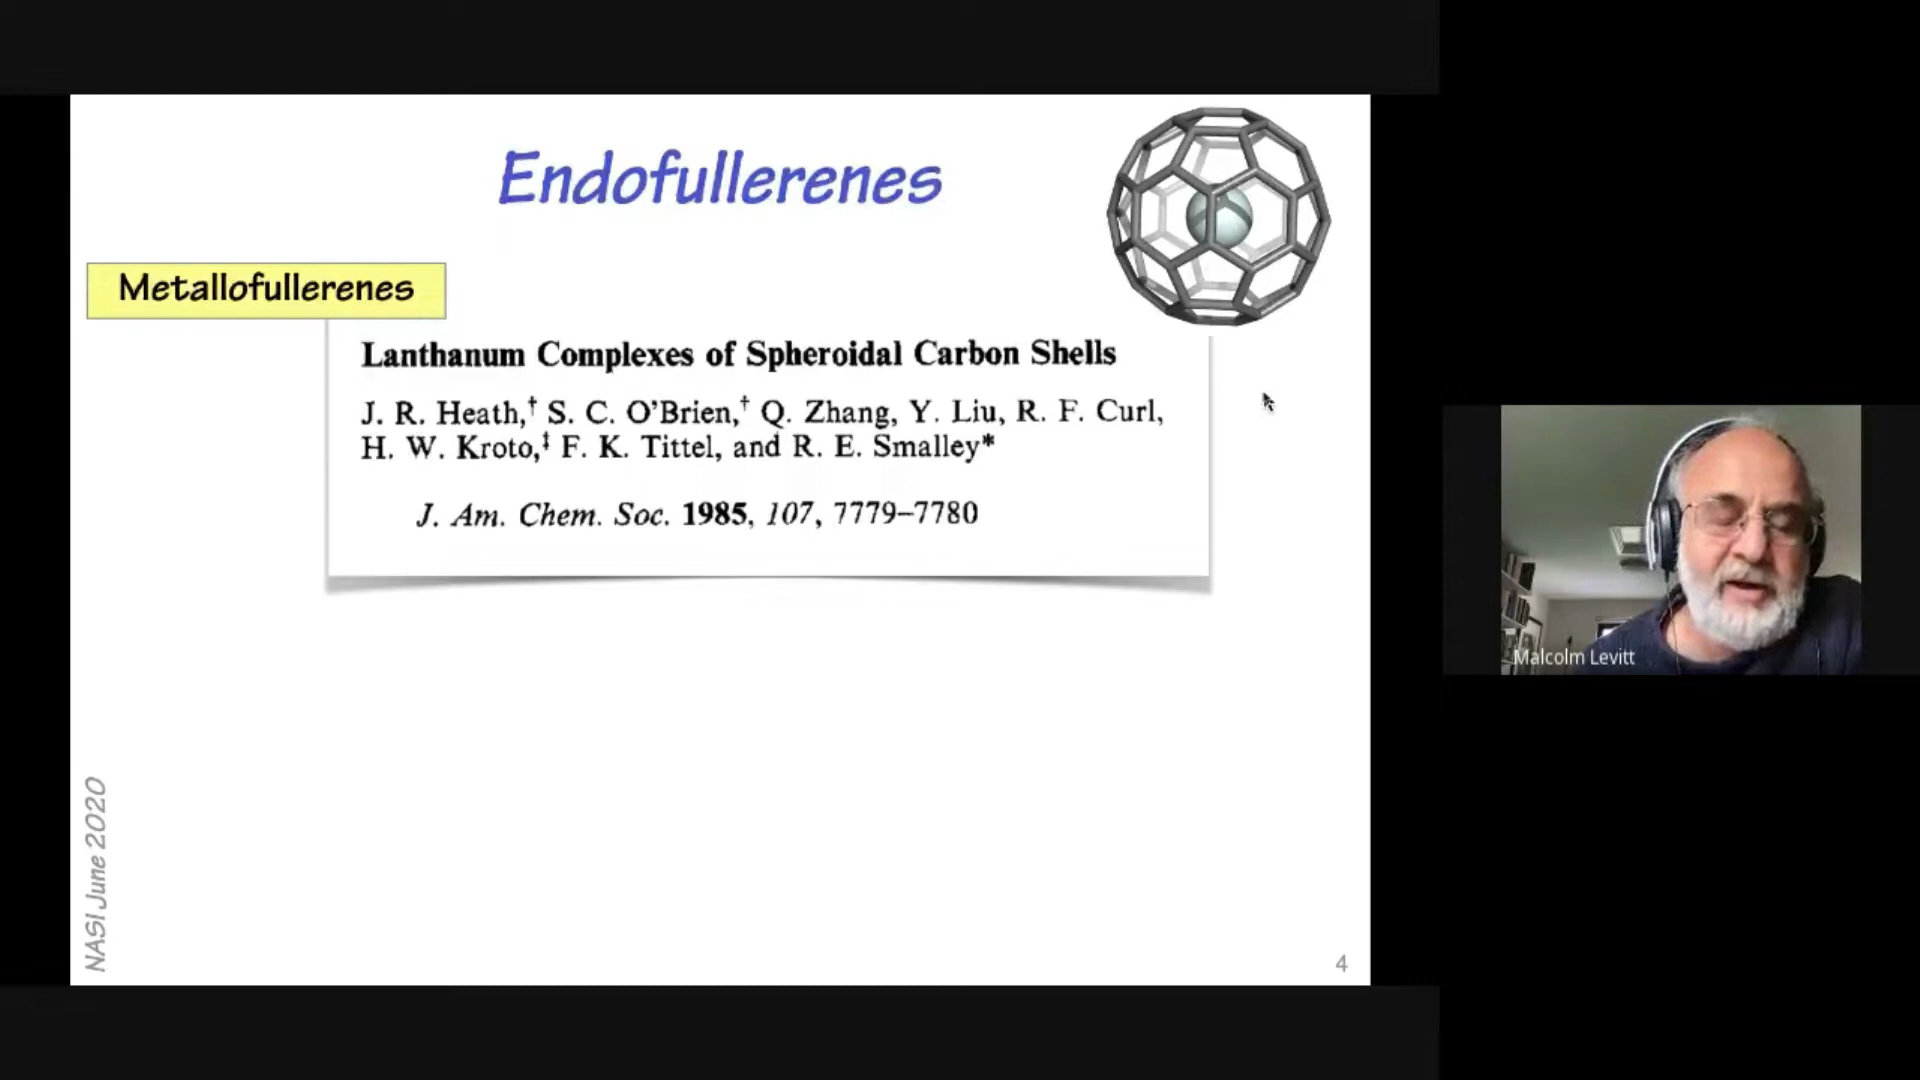 Endofullerenes
Metallofullerenes
Lanthanum Complexes of Spheroidal Carbon Shells
J. R. Heath,† S. C. O'Brien,† Q. Zhang, Y. Liu, R. F. Curl,
H. W. Kroto,‡ F. K. Tittel, and R. E. Smalley*
J. Am. Chem. Soc. 1985, 107, 7779–7780
NASI June 2020
4
Malcolm Levitt